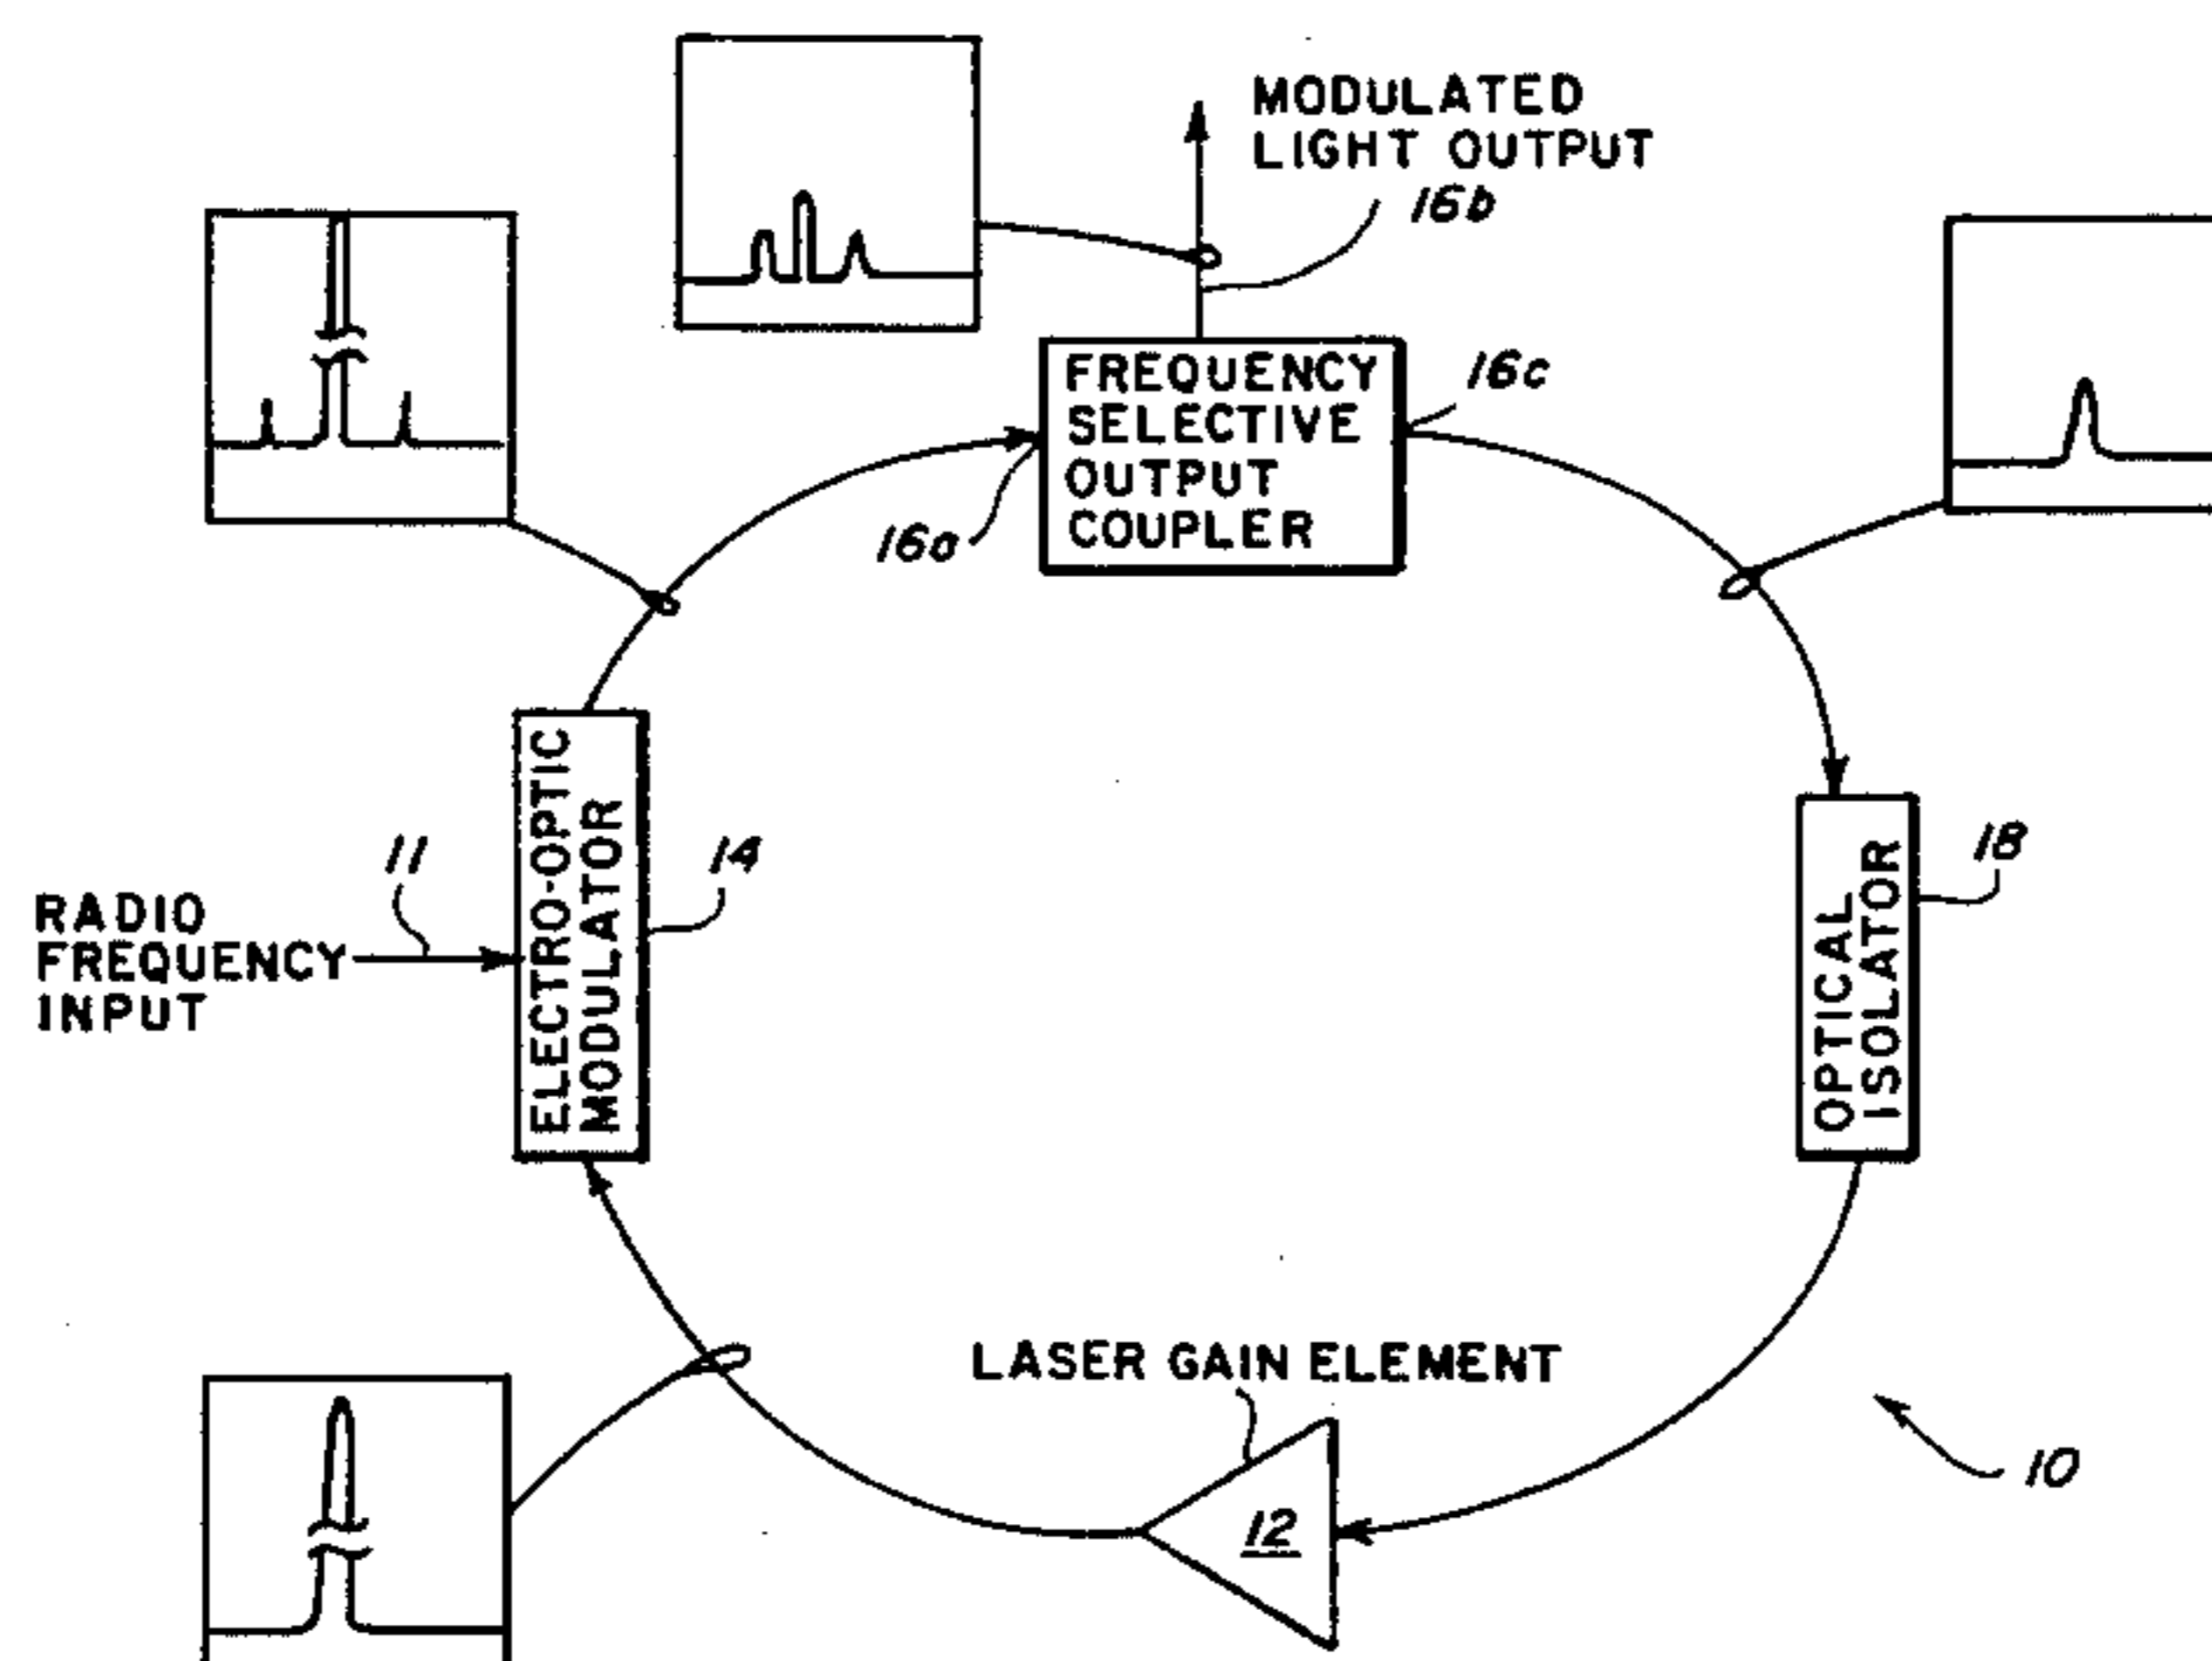 MODULATED
LIGHT OUTPUT
16b
FREQUENCY
SELECTIVE
OUTPUT
COUPLER
16c
16a
11
RADIO
FREQUENCY
INPUT
ELECTRO-OPTIC
MODULATOR
14
OPTICAL
ISOLATOR
18
LASER GAIN ELEMENT
12
10